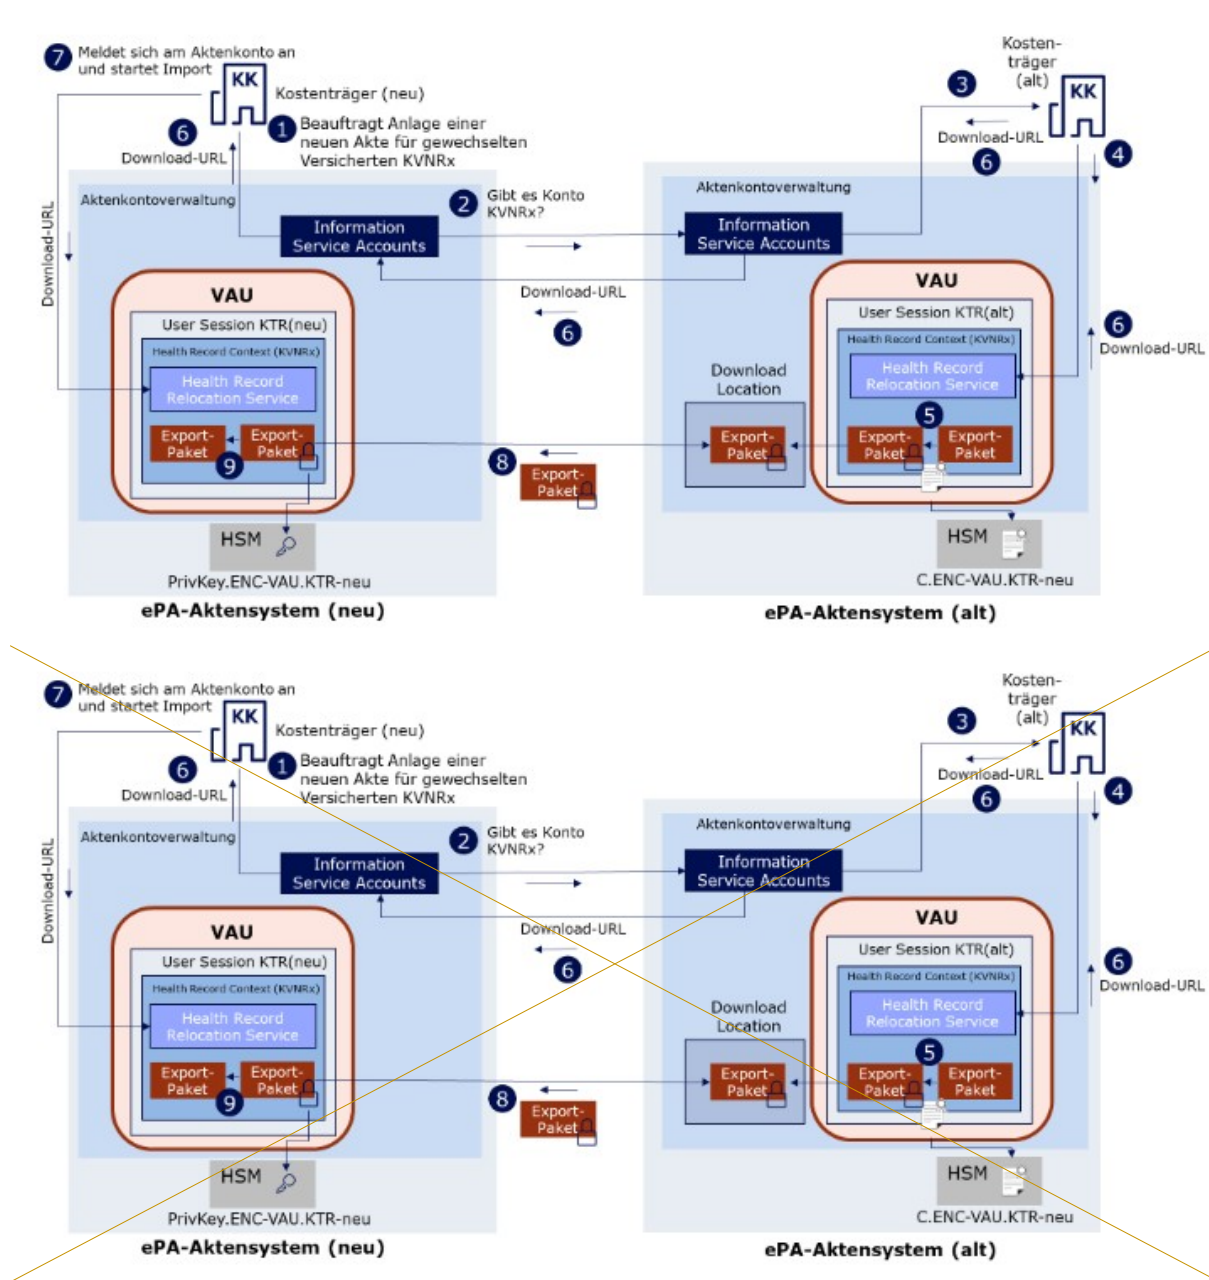 7 Meldet sich am Aktenkonto an
und startet Import
KK
Kostenträger (neu)
1 Beauftragt Anlage einer
neuen Akte für gewechselten
Versicherten KVNRx
6
Download-URL
Kosten-
träger
(alt)
KK
3
Download-URL
6
4
Aktenkontoverwaltung
Download-URL
2 Gibt es Konto
KVNRx?
Information
Service Accounts
Aktenkontoverwaltung
Information
Service Accounts
Download-URL
6
VAU
User Session KTR(neu)
Health Record Context (KVNRx)
Health Record
Relocation Service
Export-
Paket
Export-
Paket
9
8
Export-
Paket
Download
Location
Export-
Paket
VAU
User Session KTR(alt)
Health Record Context (KVNRx)
Health Record
Relocation Service
5
Export-
Paket
Export-
Paket
6
Download-URL
HSM
PrivKey.ENC-VAU.KTR-neu
ePA-Aktensystem (neu)
HSM
C.ENC-VAU.KTR-neu
ePA-Aktensystem (alt)
7 Meldet sich am Aktenkonto an
und startet Import
KK
Kostenträger (neu)
1 Beauftragt Anlage einer
neuen Akte für gewechselten
Versicherten KVNRx
6
Download-URL
Kosten-
träger
(alt)
KK
3
Download-URL
6
4
Aktenkontoverwaltung
Download-URL
2 Gibt es Konto
KVNRx?
Information
Service Accounts
Aktenkontoverwaltung
Information
Service Accounts
Download-URL
6
VAU
User Session KTR(neu)
Health Record Context (KVNRx)
Health Record
Relocation Service
Export-
Paket
Export-
Paket
9
8
Export-
Paket
Download
Location
Export-
Paket
VAU
User Session KTR(alt)
Health Record Context (KVNRx)
Health Record
Relocation Service
5
Export-
Paket
Export-
Paket
6
Download-URL
HSM
PrivKey.ENC-VAU.KTR-neu
ePA-Aktensystem (neu)
HSM
C.ENC-VAU.KTR-neu
ePA-Aktensystem (alt)